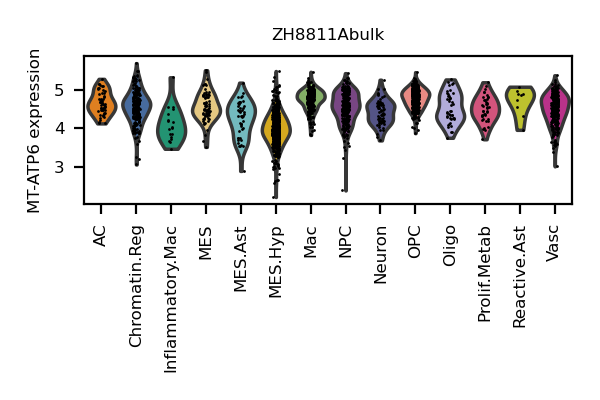 ZH8811Abulk
MT-ATP6 expression
5
4
3
AC
Chromatin.Reg
Inflammatory.Mac
MES
MES.Ast
MES.Hyp
Mac
NPC
Neuron
OPC
Oligo
Prolif.Metab
Reactive.Ast
Vasc